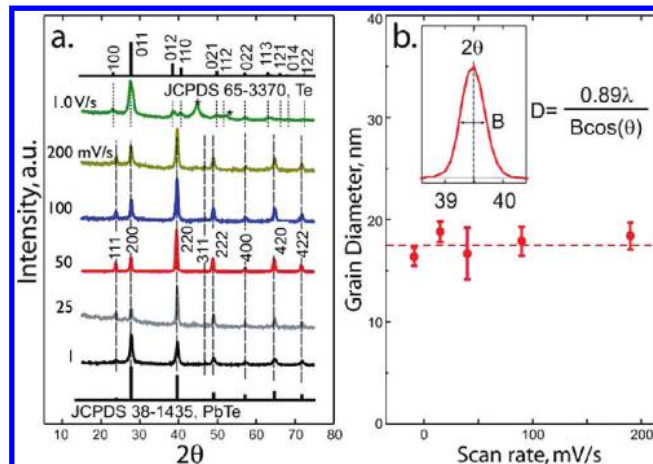 a.
100
011
012
110
021
112
022
113
121
014
122
JCPDS 65-3370, Te
1.0 V/s
*
*
200 mV/s
100
50
25
1
111
200
220
311
222
400
420
422
JCPDS 38-1435, PbTe
Intensity, a.u.
10 20 30 40 50 60 70 80
2θ
b.
2θ
B
39 40
D= 0.89λ
Bcos(θ)
40
30
20
10
0
Grain Diameter, nm
0 100 200
Scan rate, mV/s